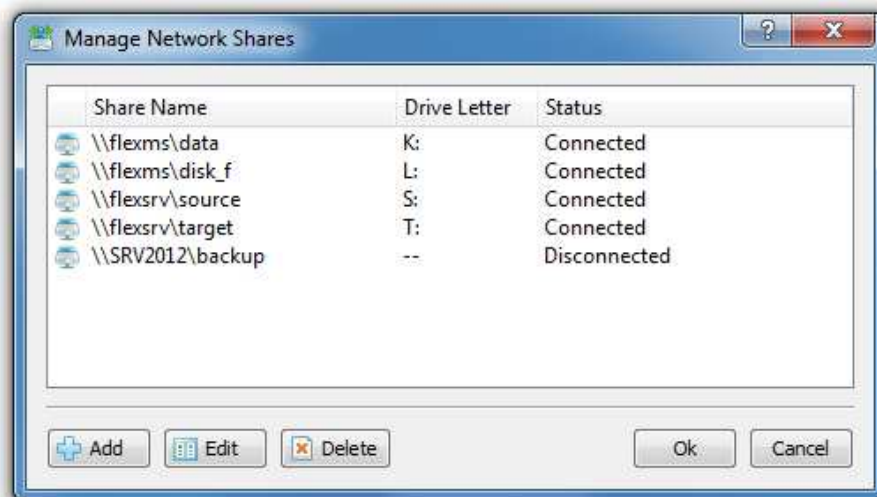 Manage Network Shares
?
Share Name Drive Letter Status
\\flexms\data K: Connected
\\flexms\disk_f L: Connected
\\flexsrv\source S: Connected
\\flexsrv\target T: Connected
\\SRV2012\backup -- Disconnected
Add Edit Delete Ok Cancel